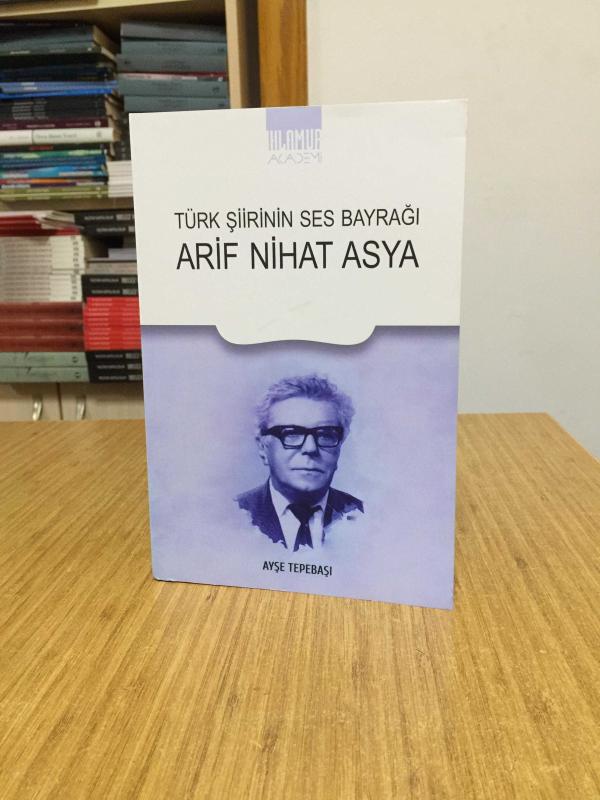 IHLAMUR
AKADEMİ
TÜRK ŞİİRİNİN SES BAYRAĞI
ARİF NİHAT ASYA
AYŞE TEPEBAŞI